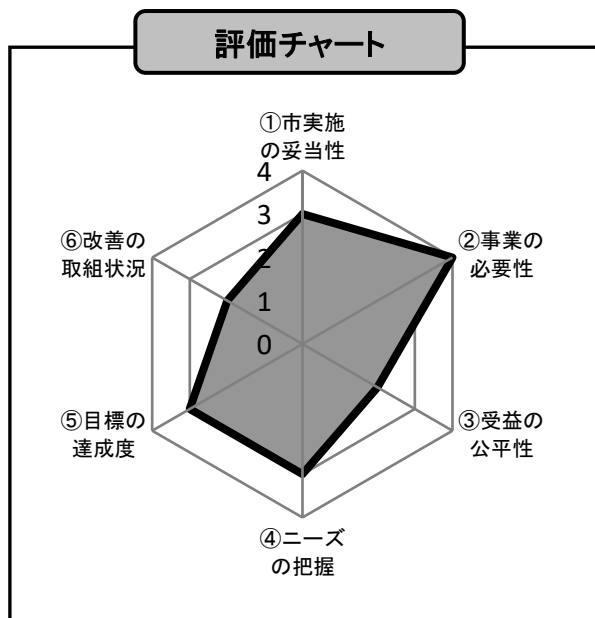 評価チャート
①市実施
の妥当性
4
3
2
1
0
②事業の
必要性
③受益の
公平性
④ニーズ
の把握
⑤目標の
達成度
⑥改善の
取組状況